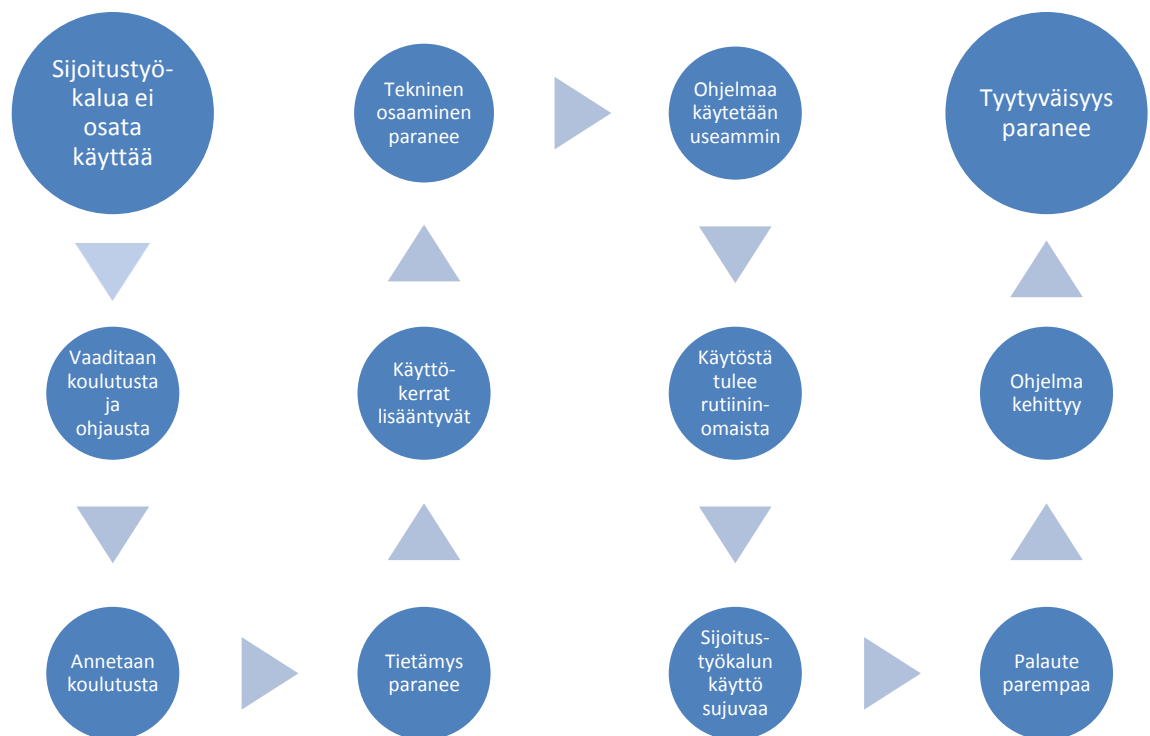 Sijoitustyö-
kalua ei
osata
käyttää
Vaaditaan
koulutusta
ja
ohjausta
Annetaan
koulutusta
Tietämys
paranee
Käyttö-
kerrat
lisääntyvät
Tekninen
osaaminen
paranee
Ohjelmaa
käytetään
useammin
Käytöstä
tulee
rutiinin-
omaista
Sijoitus-
työkalun
käyttö
sujuvaa
Palaute
parempaa
Ohjelma
kehittyy
Tyytyväisyys
paranee